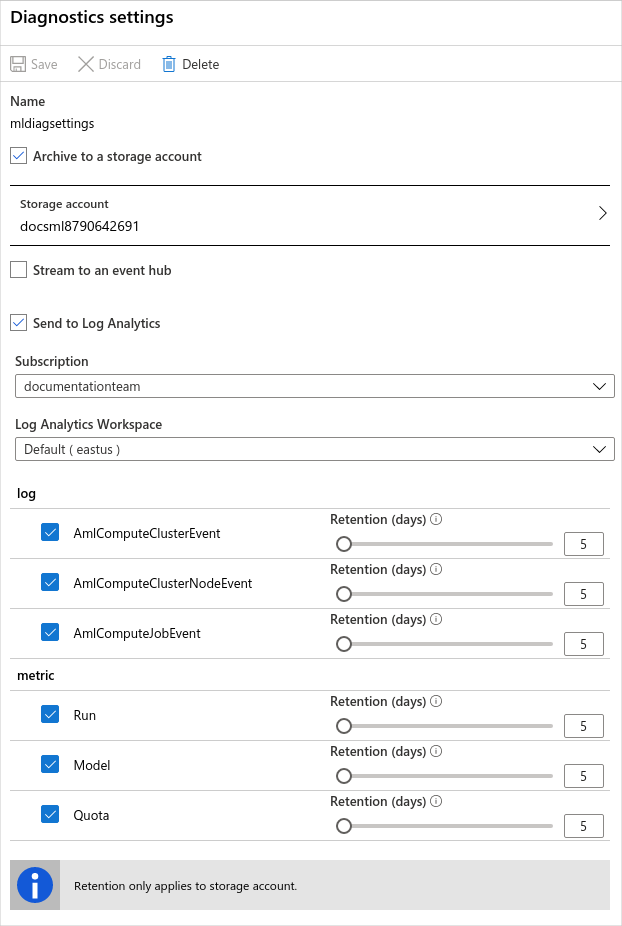 Diagnostics settings
Save Discard Delete
Name
mldiagsettings
Archive to a storage account
Storage account
docsml8790642691
Stream to an event hub
Send to Log Analytics
Subscription
documentationteam
Log Analytics Workspace
Default ( eastus )
log
Retention (days)
AmlComputeClusterEvent
5
Retention (days)
AmlComputeClusterNodeEvent
5
Retention (days)
AmlComputeJobEvent
5
metric
Retention (days)
Run
5
Retention (days)
Model
5
Retention (days)
Quota
5
Retention only applies to storage account.